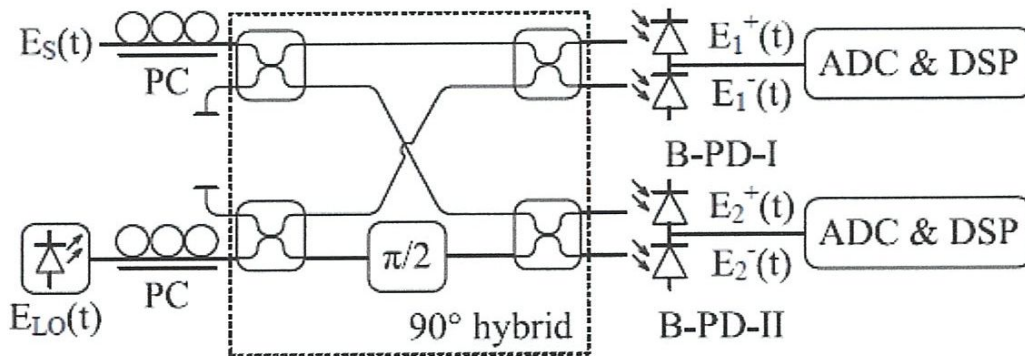 E_S(t)
PC
E_1^+(t)
E_1^-(t)
ADC & DSP
B-PD-I
E_LO(t)
PC
π/2
90° hybrid
E_2^+(t)
E_2^-(t)
ADC & DSP
B-PD-II